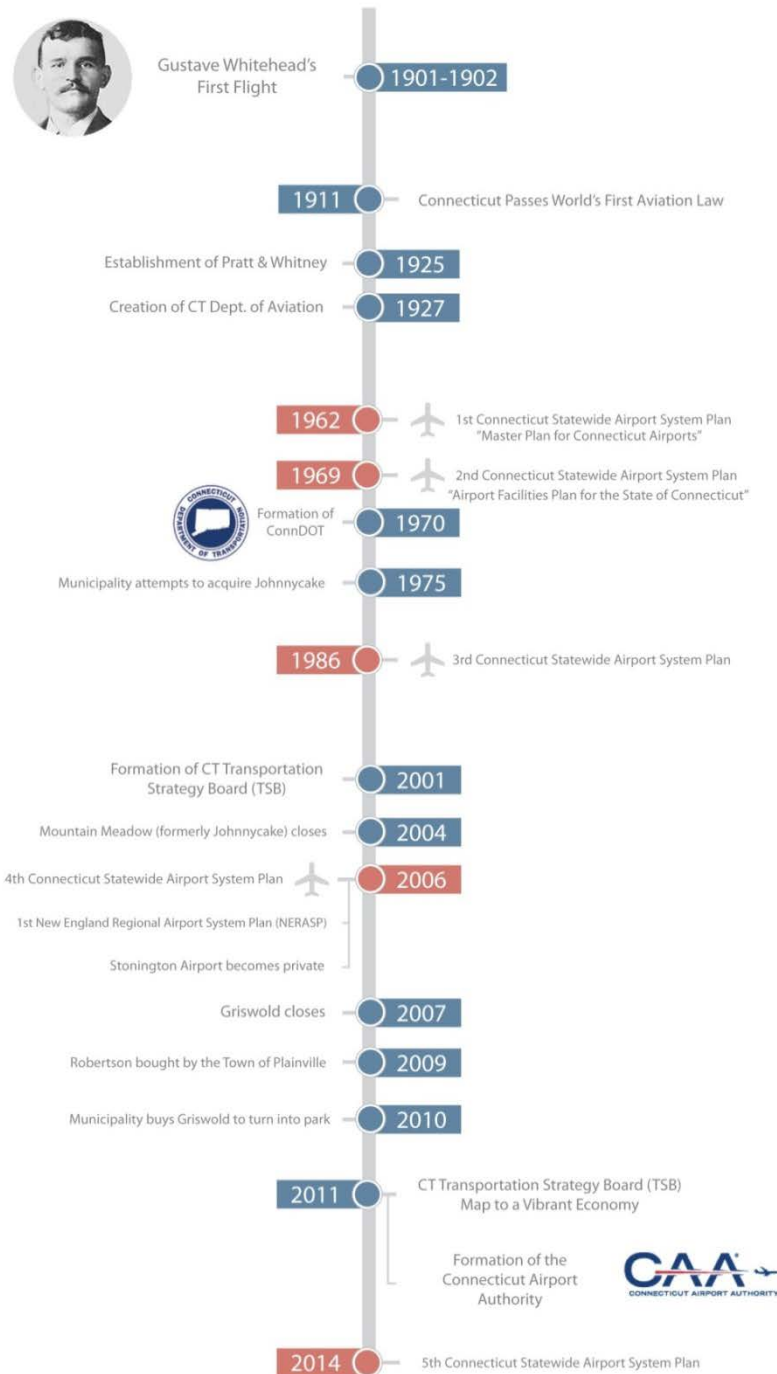 Gustave Whitehead's
First Flight
1901-1902
1911
Connecticut Passes World's First Aviation Law
Establishment of Pratt & Whitney
1925
Creation of CT Dept. of Aviation
1927
1962
1st Connecticut Statewide Airport System Plan
"Master Plan for Connecticut Airports"
1969
2nd Connecticut Statewide Airport System Plan
"Airport Facilities Plan for the State of Connecticut"
CONNECTICUT
DEPARTMENT OF TRANSPORTATION
Formation of
ConnDOT
1970
Municipality attempts to acquire Johnnycake
1975
1986
3rd Connecticut Statewide Airport System Plan
Formation of CT Transportation
Strategy Board (TSB)
2001
Mountain Meadow (formerly Johnnycake) closes
2004
4th Connecticut Statewide Airport System Plan
2006
1st New England Regional Airport System Plan (NERASP)
Stonington Airport becomes private
Griswold closes
2007
Robertson bought by the Town of Plainville
2009
Municipality buys Griswold to turn into park
2010
2011
CT Transportation Strategy Board (TSB)
Map to a Vibrant Economy
Formation of the
Connecticut Airport
Authority
CAA
CONNECTICUT AIRPORT AUTHORITY
2014
5th Connecticut Statewide Airport System Plan